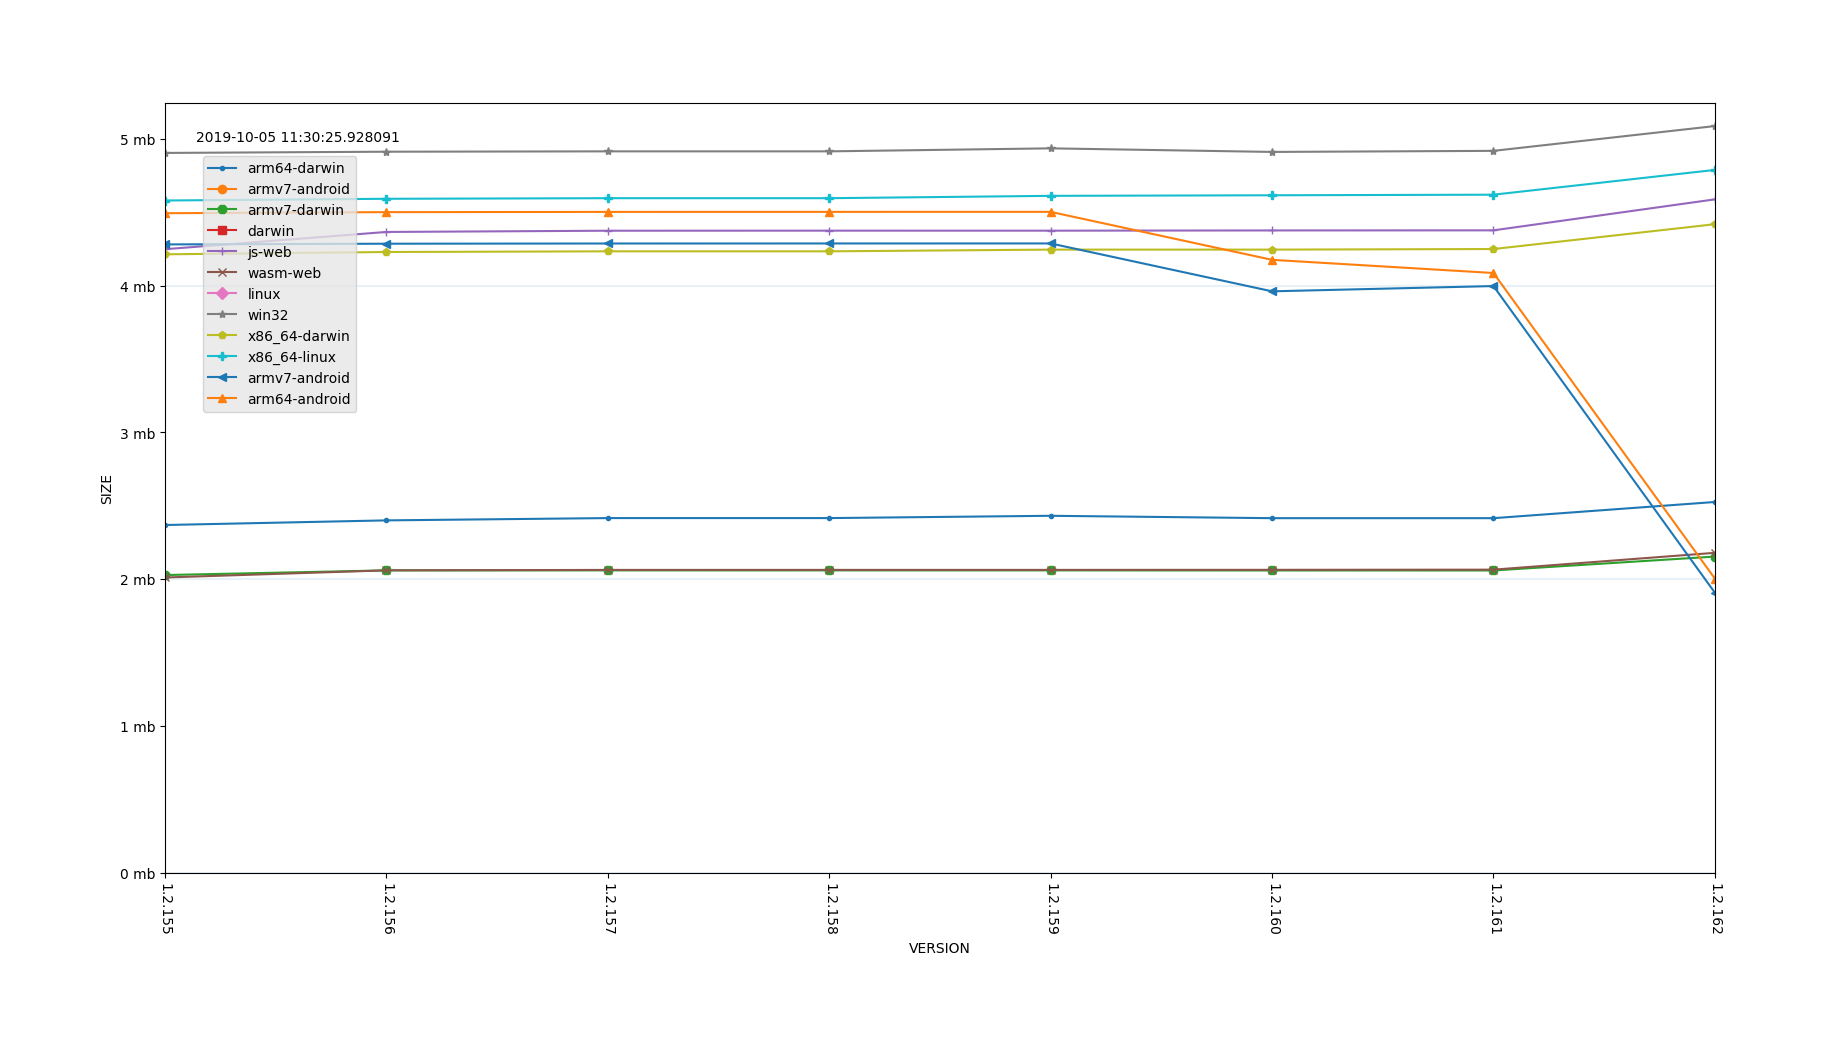 5 mb
2019-10-05 11:30:25.928091
arm64-darwin
armv7-android
armv7-darwin
darwin
js-web
wasm-web
linux
win32
x86_64-darwin
x86_64-linux
armv7-android
arm64-android
4 mb
3 mb
SIZE
2 mb
1 mb
0 mb
1.2.155
1.2.156
1.2.157
1.2.158
1.2.159
1.2.160
1.2.161
1.2.162
VERSION